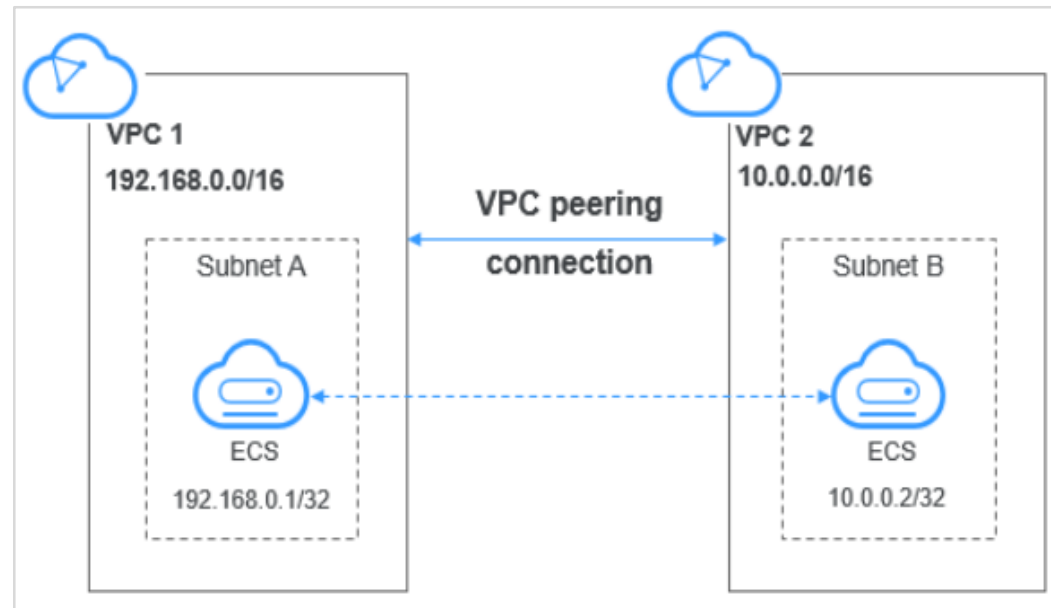 VPC 1
192.168.0.0/16
Subnet A
ECS
192.168.0.1/32
VPC peering
connection
VPC 2
10.0.0.0/16
Subnet B
ECS
10.0.0.2/32